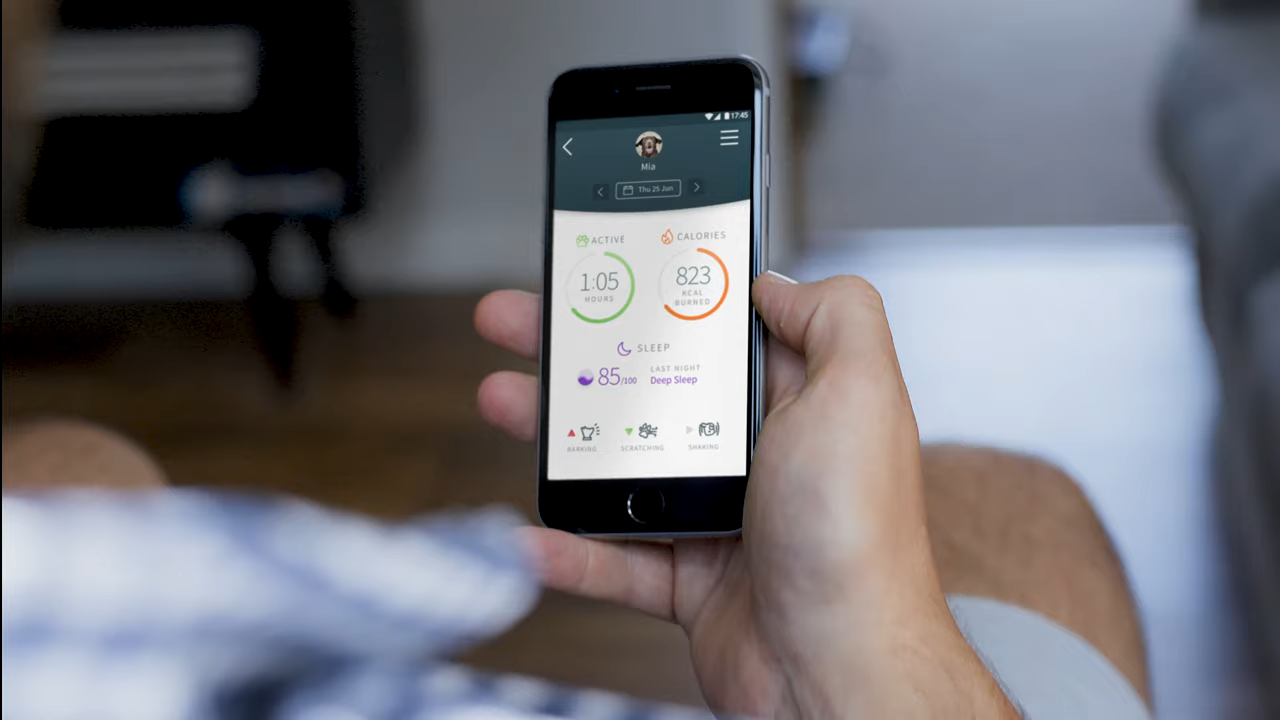 17:45
Mia
Thu 25 Jun
ACTIVE
CALORIES
1:05
HOURS
823
KCAL
BURNED
SLEEP
85/100
LAST NIGHT
Deep Sleep
BARKING
SCRATCHING
SHAKING